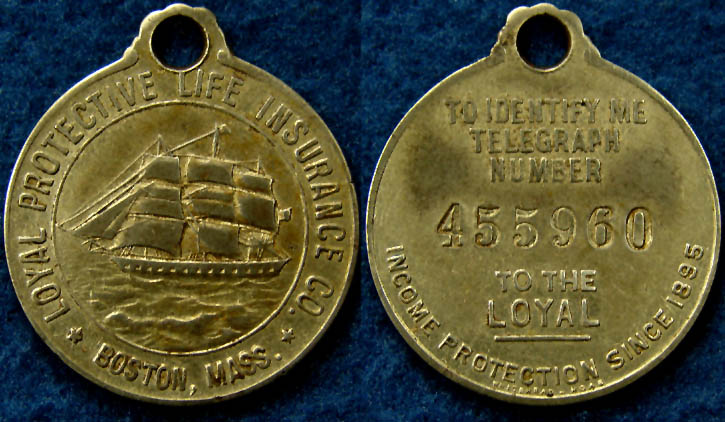 LOYAL PROTECTIVE LIFE INSURANCE CO.
* BOSTON, MASS. *
TO IDENTIFY ME
TELEGRAPH
NUMBER
455960
TO THE
LOYAL
INCOME PROTECTION SINCE 1895